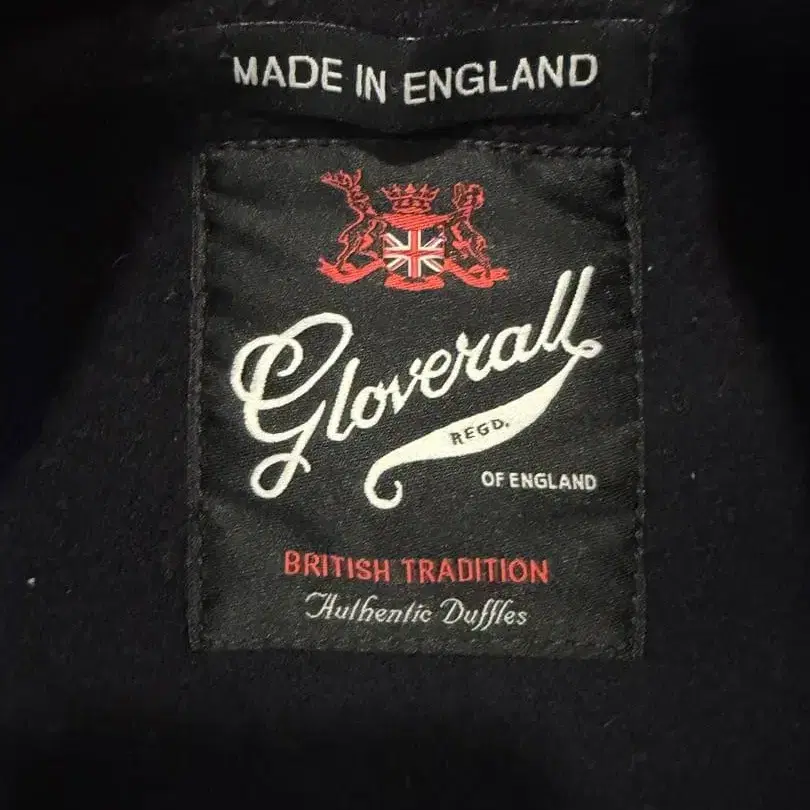 MADE IN ENGLAND
Gloverall
REGD.
OF ENGLAND
BRITISH TRADITION
Authentic Duffles